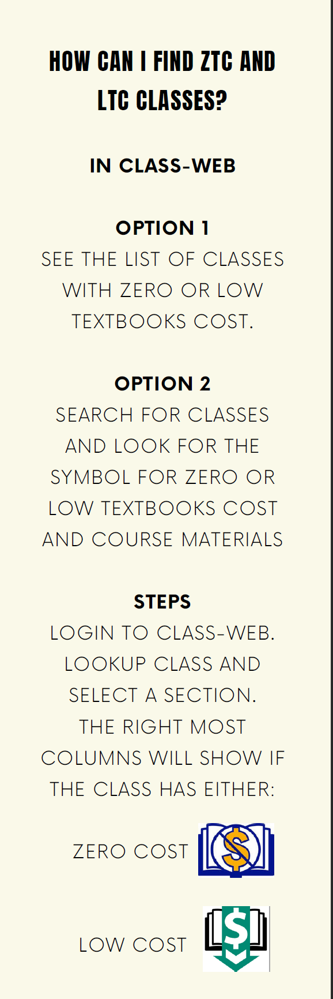 HOW CAN I FIND ZTC AND
LTC CLASSES?
IN CLASS-WEB
OPTION 1
SEE THE LIST OF CLASSES
WITH ZERO OR LOW
TEXTBOOKS COST.
OPTION 2
SEARCH FOR CLASSES
AND LOOK FOR THE
SYMBOL FOR ZERO OR
LOW TEXTBOOKS COST
AND COURSE MATERIALS
STEPS
LOGIN TO CLASS-WEB.
LOOKUP CLASS AND
SELECT A SECTION.
THE RIGHT MOST
COLUMNS WILL SHOW IF
THE CLASS HAS EITHER:
ZERO COST $
LOW COST $